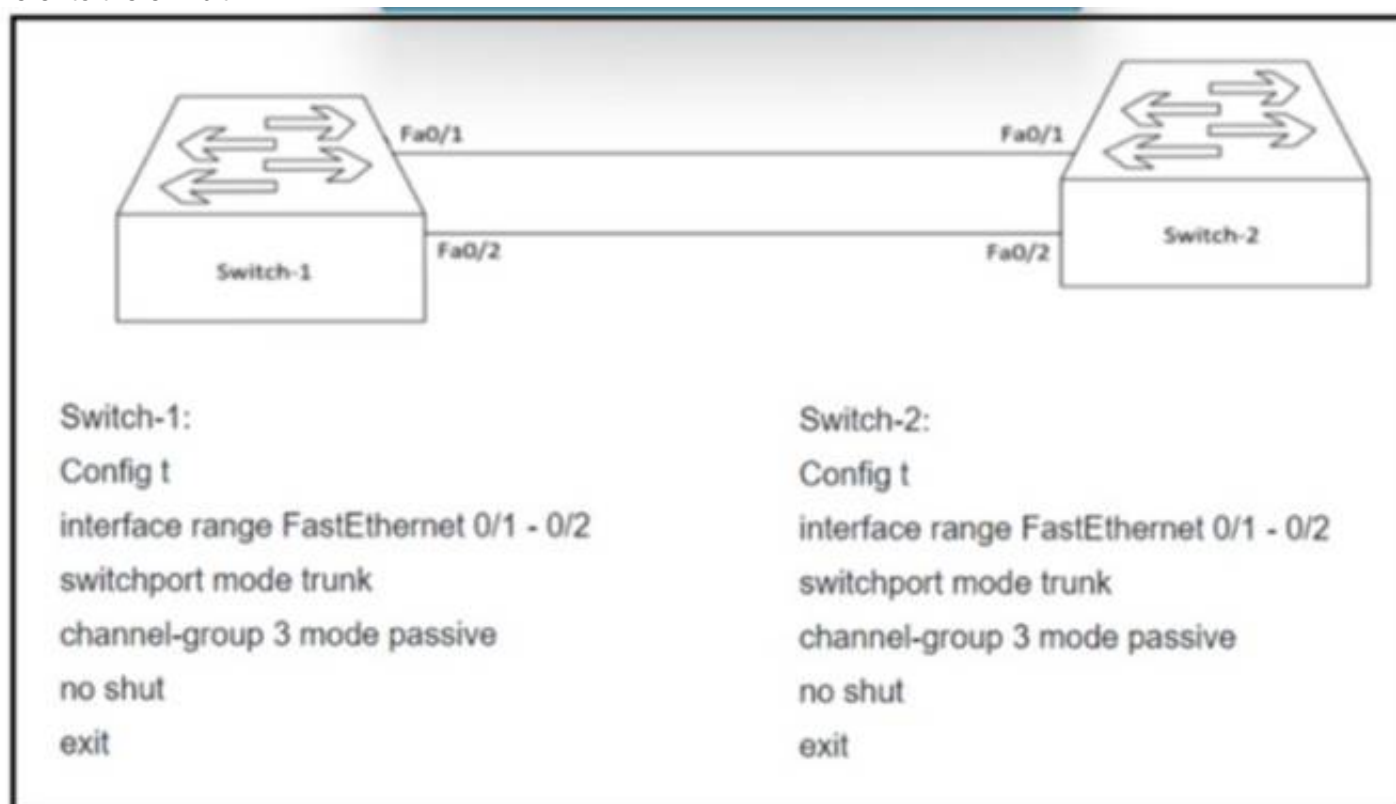 Fa0/1
Fa0/1
Fa0/2
Fa0/2
Switch-1
Switch-2
Switch-1:
Config t
interface range FastEthernet 0/1 - 0/2
switchport mode trunk
channel-group 3 mode passive
no shut
exit
Switch-2:
Config t
interface range FastEthernet 0/1 - 0/2
switchport mode trunk
channel-group 3 mode passive
no shut
exit